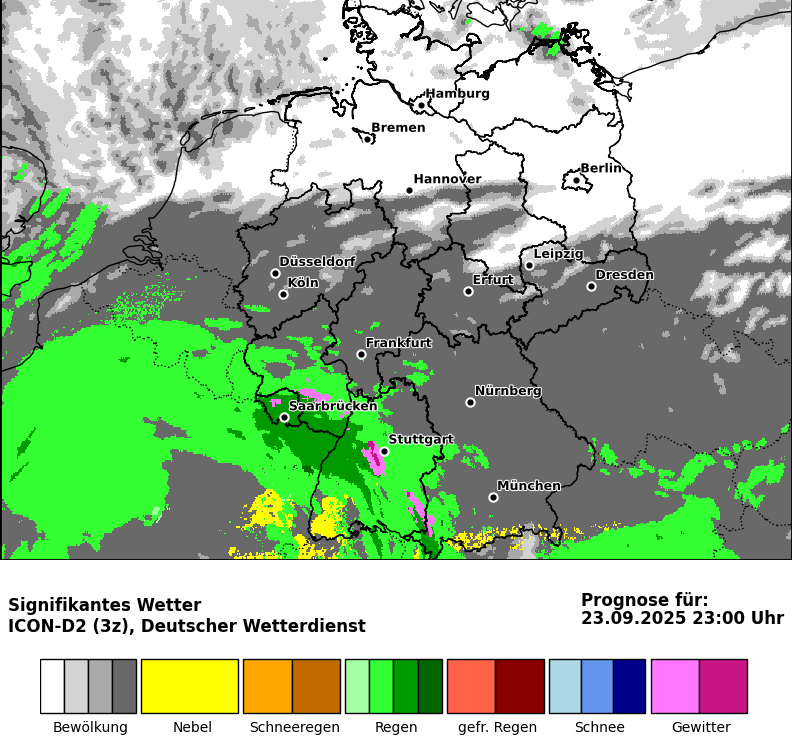 Hamburg
Bremen
Berlin
Hannover
Leipzig
Düsseldorf
Dresden
Köln
Erfurt
Frankfurt
Nürnberg
Saarbrücken
Stuttgart
München
Signifikantes Wetter
ICON-D2 (3z), Deutscher Wetterdienst
Prognose für:
23.09.2025 23:00 Uhr
Bewölkung Nebel Schneeregen Regen gefr. Regen Schnee Gewitter